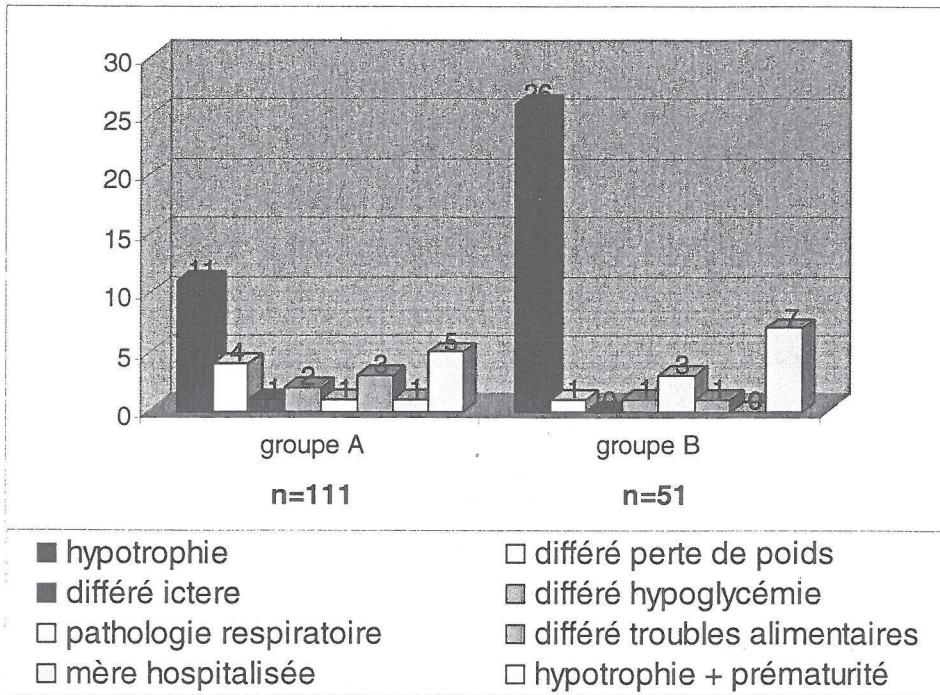 30
25
20
15
10
5
0
11 4 1 2 1 3 1 5
26 1 0 1 3 1 0 7
groupe A groupe B
n=111 n=51
hypotrophie différé perte de poids
différé ictere différé hypoglycémie
pathologie respiratoire différé troubles alimentaires
mère hospitalisée hypotrophie + prématurité